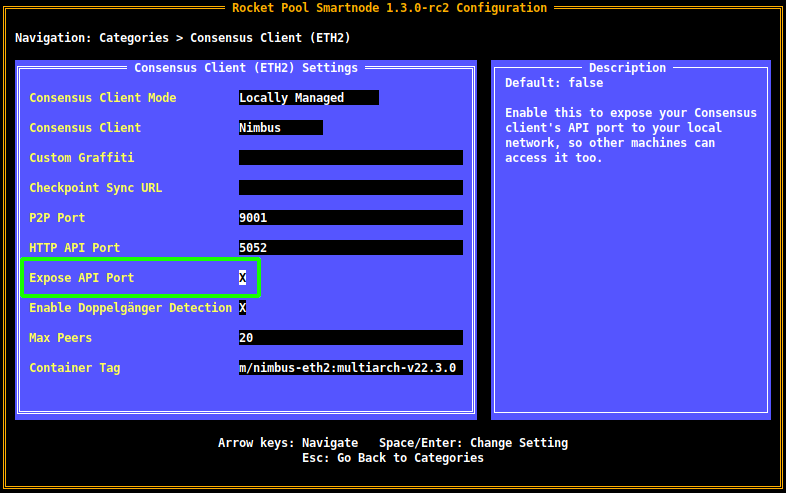 Rocket Pool Smartnode 1.3.0-rc2 Configuration
Navigation: Categories > Consensus Client (ETH2)
Consensus Client (ETH2) Settings
Consensus Client Mode Locally Managed
Consensus Client Nimbus
Custom Graffiti
Checkpoint Sync URL
P2P Port 9001
HTTP API Port 5052
Expose API Port X
Enable Doppelgänger Detection X
Max Peers 20
Container Tag m/nimbus-eth2:multiarch-v22.3.0
Description
Default: false
Enable this to expose your Consensus
client's API port to your local
network, so other machines can
access it too.
Arrow keys: Navigate Space/Enter: Change Setting
Esc: Go Back to Categories